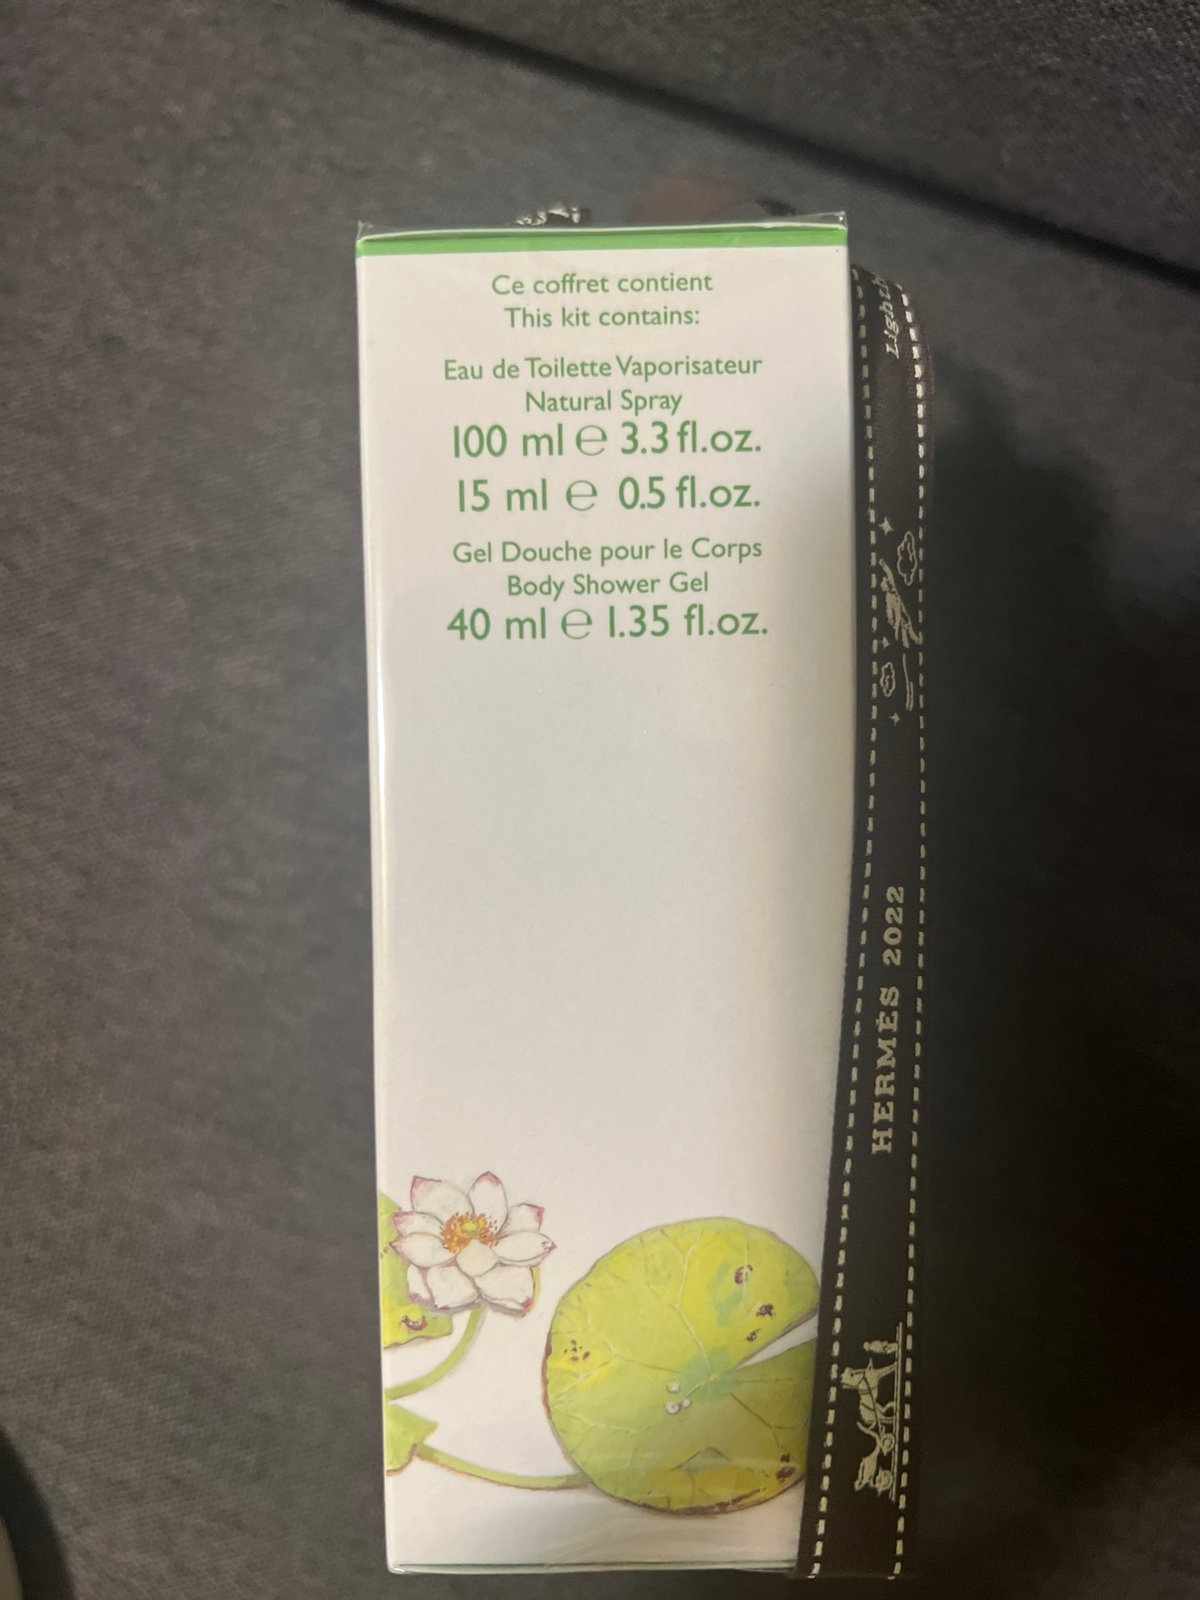 Ce coffret contient
This kit contains:
Eau de Toilette Vaporisateur
Natural Spray
100 ml ℮ 3.3 fl.oz.
15 ml ℮ 0.5 fl.oz.
Gel Douche pour le Corps
Body Shower Gel
40 ml ℮ 1.35 fl.oz.
HERMÈS 2022